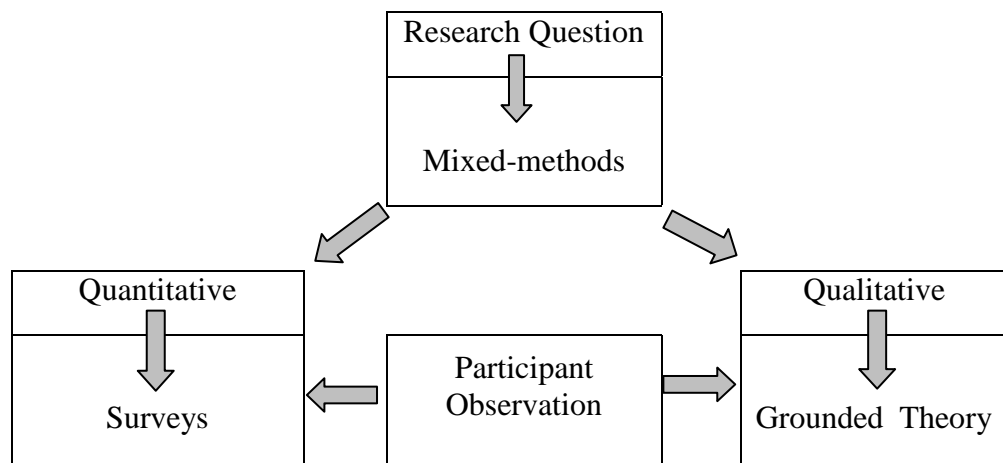 Research Question
Mixed-methods
Quantitative
Surveys
Participant
Observation
Qualitative
Grounded Theory